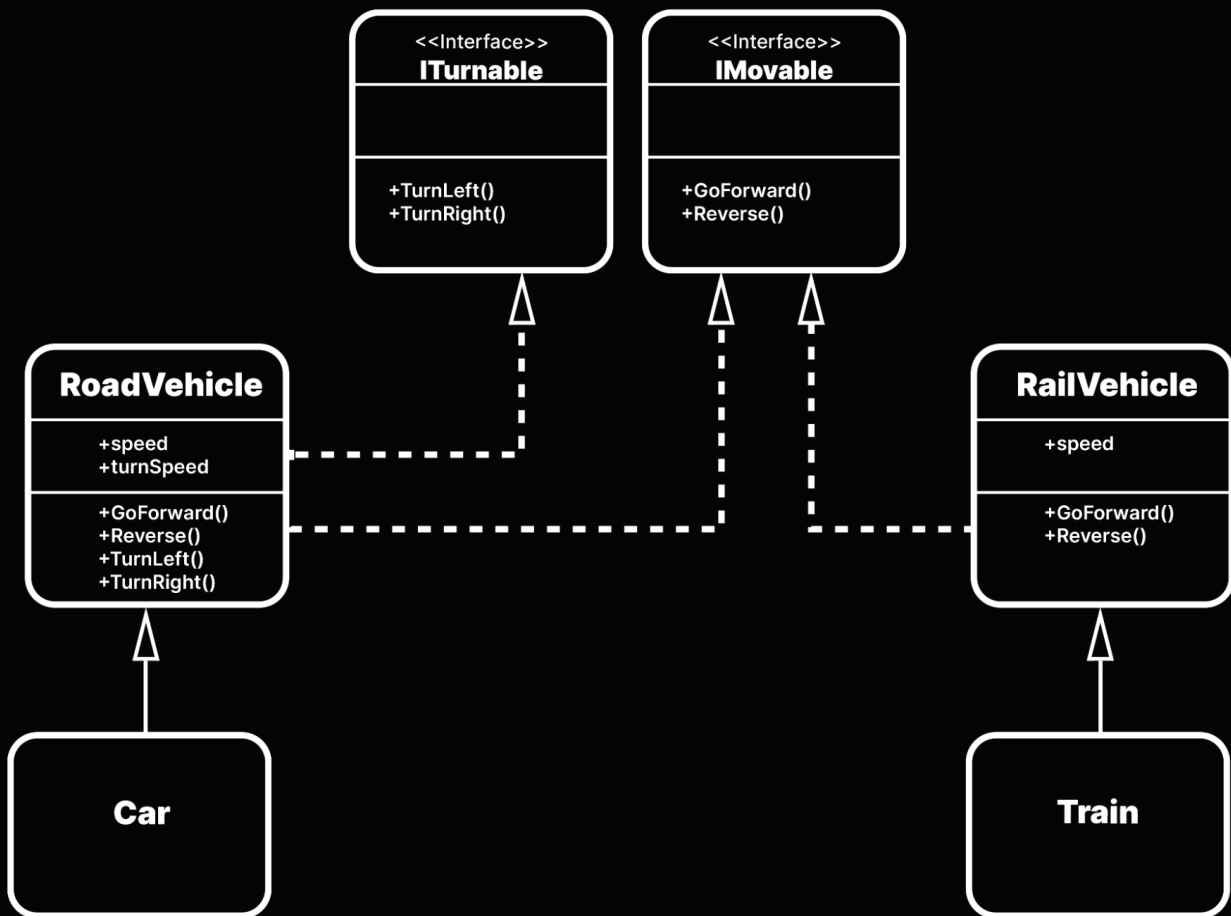 <<Interface>>
ITurnable
+TurnLeft()
+TurnRight()
<<Interface>>
IMovable
+GoForward()
+Reverse()
RoadVehicle
+speed
+turnSpeed
+GoForward()
+Reverse()
+TurnLeft()
+TurnRight()
RailVehicle
+speed
+GoForward()
+Reverse()
Car
Train